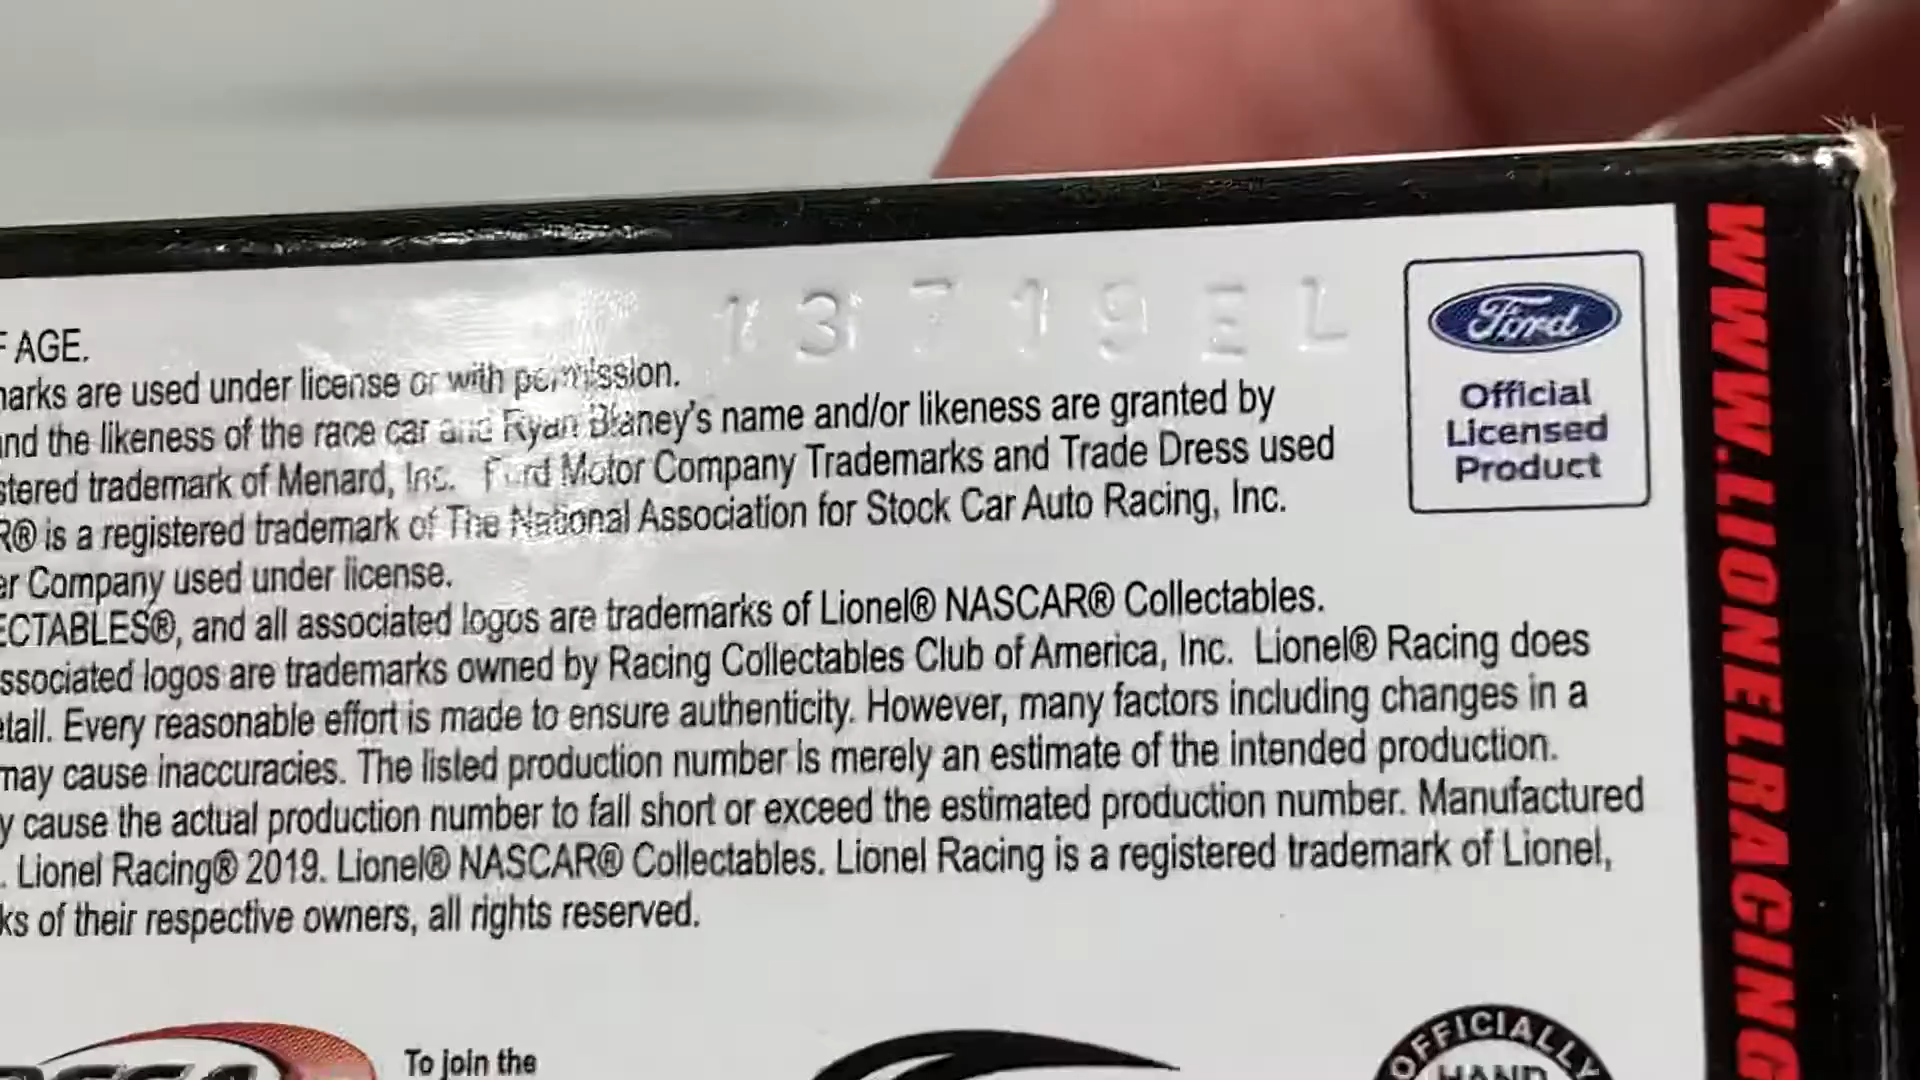 13719EL
F AGE.
marks are used under license or with permission.
and the likeness of the race car and Ryan Blaney's name and/or likeness are granted by
stered trademark of Menard, Inc. Ford Motor Company Trademarks and Trade Dress used
R® is a registered trademark of The National Association for Stock Car Auto Racing, Inc.
er Company used under license.
ECTABLES®, and all associated logos are trademarks of Lionel® NASCAR® Collectables.
ssociated logos are trademarks owned by Racing Collectables Club of America, Inc. Lionel® Racing does
etail. Every reasonable effort is made to ensure authenticity. However, many factors including changes in a
may cause inaccuracies. The listed production number is merely an estimate of the intended production.
y cause the actual production number to fall short or exceed the estimated production number. Manufactured
. Lionel Racing® 2019. Lionel® NASCAR® Collectables. Lionel Racing is a registered trademark of Lionel,
ks of their respective owners, all rights reserved.
Ford
Official
Licensed
Product
WWW.LIONELRACING
To join the
OFFICIALLY
HAND